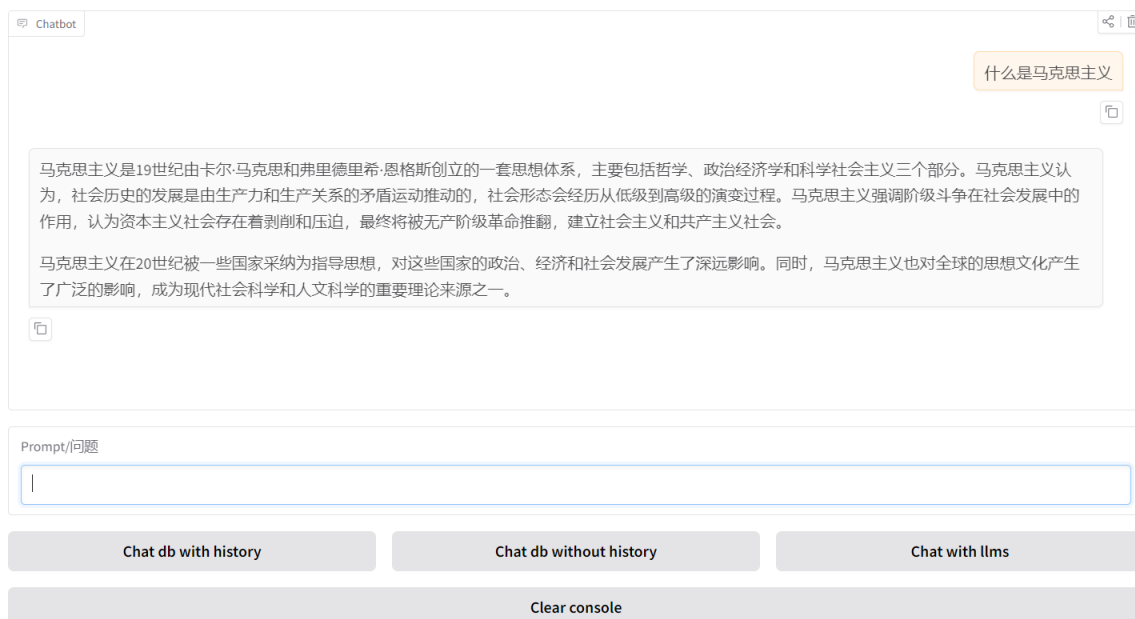 Chatbot
什么是马克思主义
马克思主义是19世纪由卡尔·马克思和弗里德里希·恩格斯创立的一套思想体系，主要包括哲学、政治经济学和科学社会主义三个部分。马克思主义认
为，社会历史的发展是由生产力和生产关系的矛盾运动推动的，社会形态会经历从低级到高级的演变过程。马克思主义强调阶级斗争在社会发展中的
作用，认为资本主义社会存在着剥削和压迫，最终将被无产阶级革命推翻，建立社会主义和共产主义社会。
马克思主义在20世纪被一些国家采纳为指导思想，对这些国家的政治、经济和社会发展产生了深远影响。同时，马克思主义也对全球的思想文化产生
了广泛的影响，成为现代社会科学和人文科学的重要理论来源之一。
Prompt/问题
Chat db with history
Chat db without history
Chat with llms
Clear console